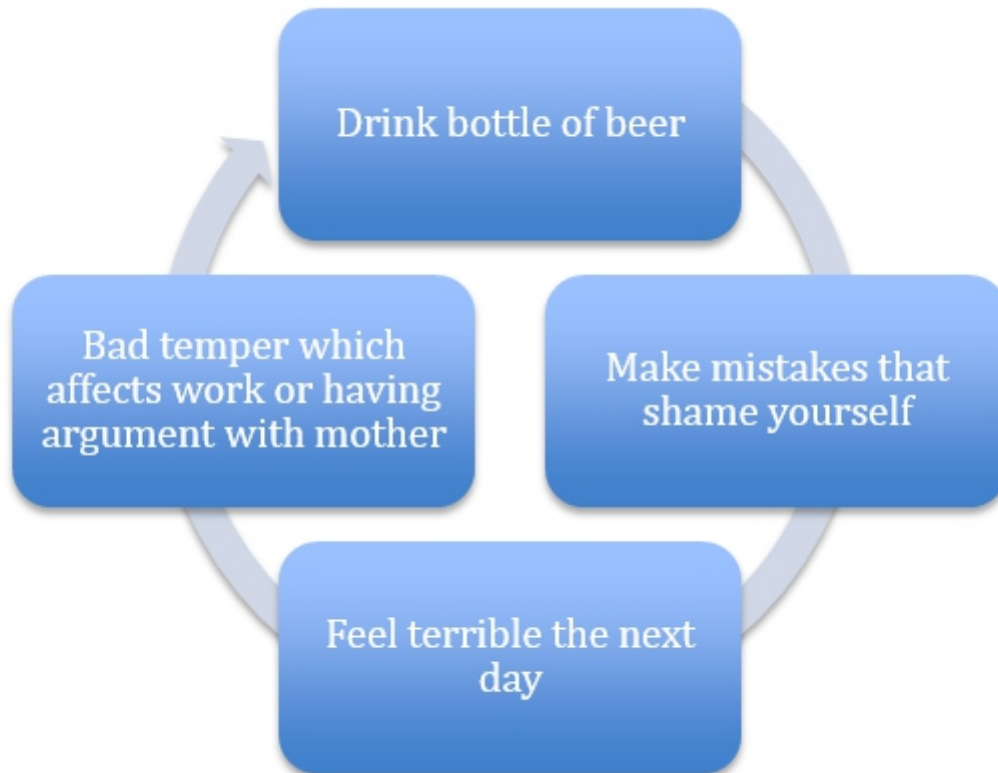 Drink bottle of beer
Make mistakes that
shame yourself
Feel terrible the next
day
Bad temper which
affects work or having
argument with mother